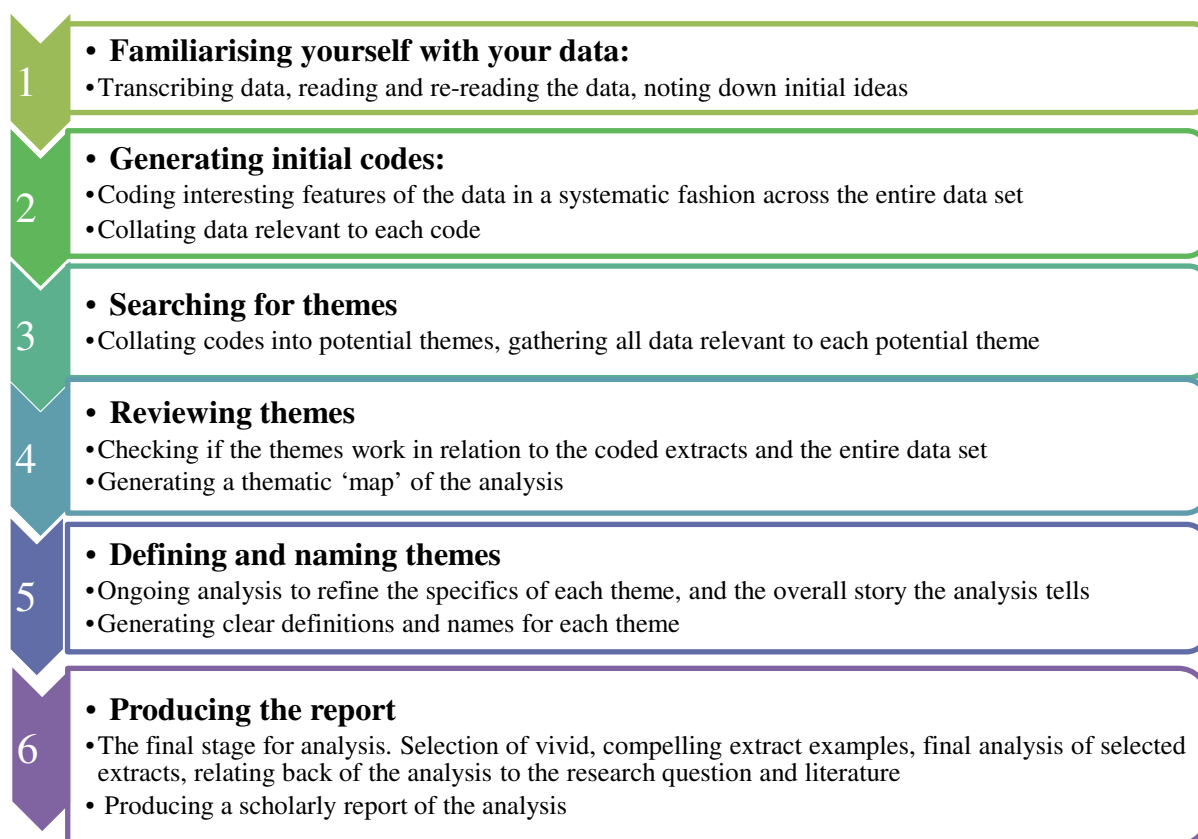 1
• Familiarising yourself with your data:
•Transcribing data, reading and re-reading the data, noting down initial ideas
2
• Generating initial codes:
•Coding interesting features of the data in a systematic fashion across the entire data set
•Collating data relevant to each code
3
• Searching for themes
•Collating codes into potential themes, gathering all data relevant to each potential theme
4
• Reviewing themes
•Checking if the themes work in relation to the coded extracts and the entire data set
•Generating a thematic ‘map’ of the analysis
5
• Defining and naming themes
•Ongoing analysis to refine the specifics of each theme, and the overall story the analysis tells
•Generating clear definitions and names for each theme
6
• Producing the report
•The final stage for analysis. Selection of vivid, compelling extract examples, final analysis of selected
extracts, relating back of the analysis to the research question and literature
• Producing a scholarly report of the analysis